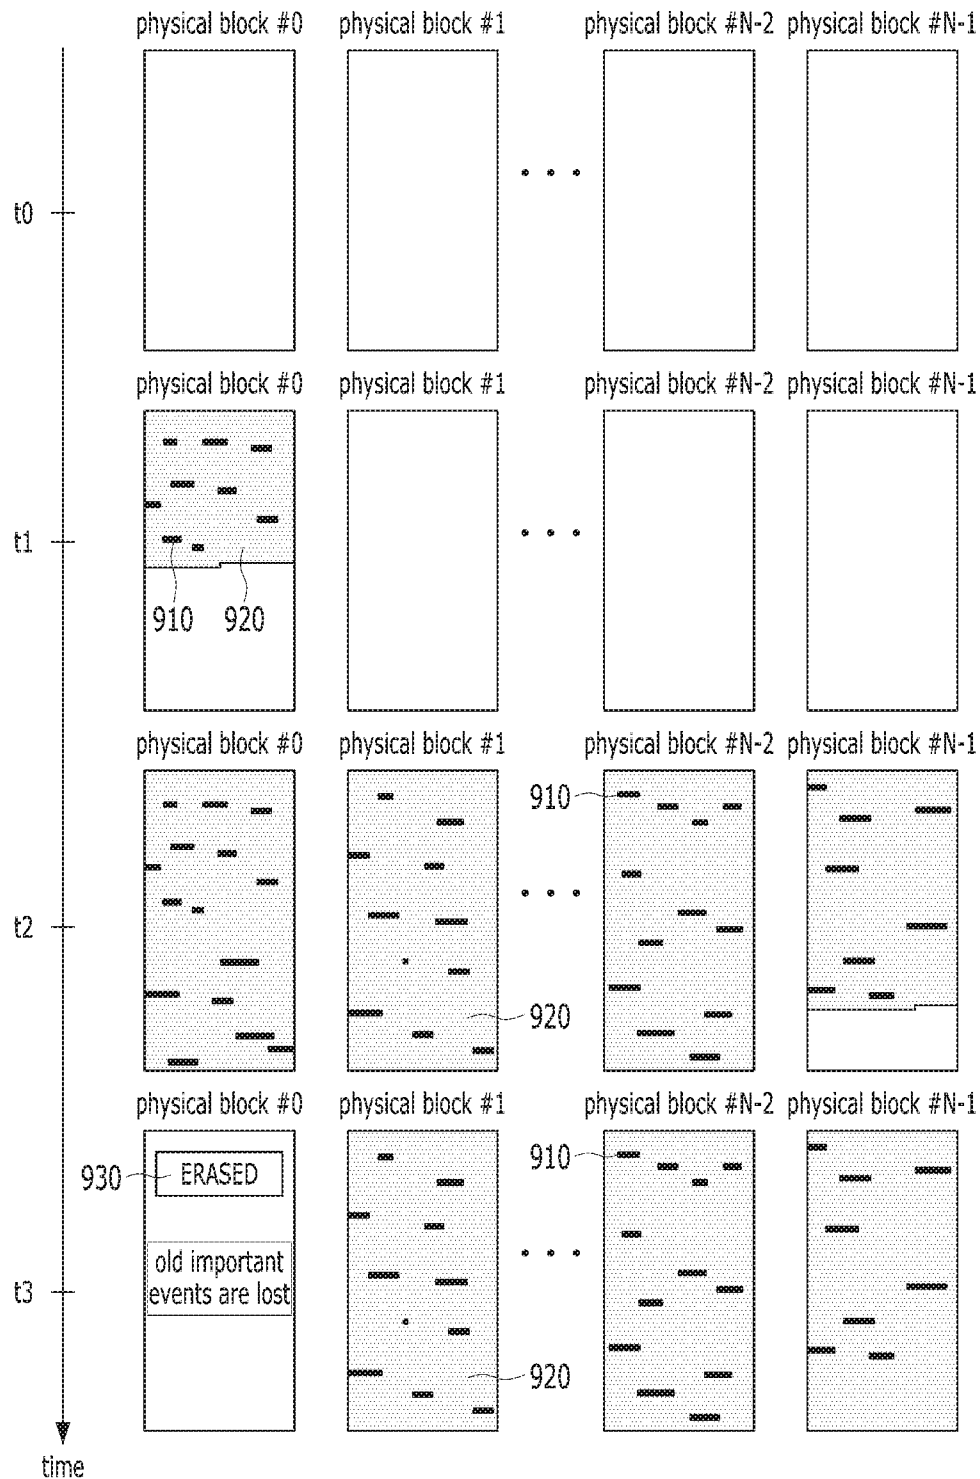 physical block #0 physical block #1 physical block #N-2 physical block #N-1
t0
physical block #0 physical block #1 physical block #N-2 physical block #N-1
t1
910 920
physical block #0 physical block #1 physical block #N-2 physical block #N-1
910
t2
920
physical block #0 physical block #1 physical block #N-2 physical block #N-1
910
930 ERASED
old important
t3 events are lost
920
time